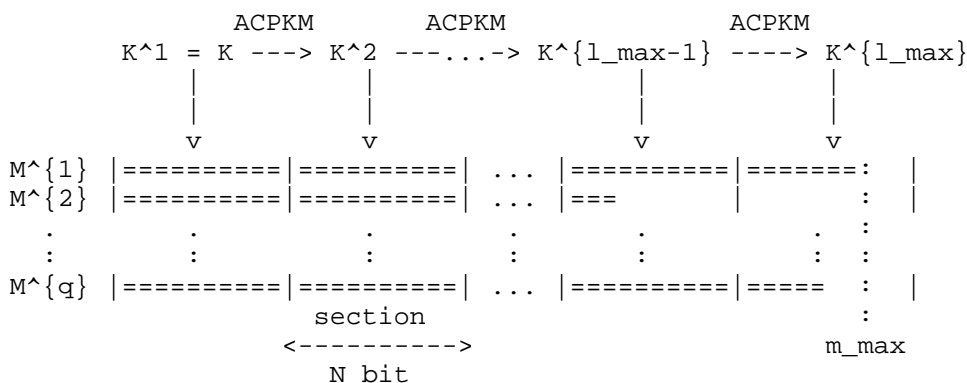 ACPKM ACPKM ACPKM
K^1 = K ---> K^2 ---...-> K^{l_max-1} ----> K^{l_max}
| | | |
| | | |
v v v v
M^{1} |==========|==========| ... |==========|=======: |
M^{2} |==========|==========| ... |=== | : |
. . . . . . :
: : : : : : :
M^{q} |==========|==========| ... |==========|===== : |
section :
<----------> m_max
N bit